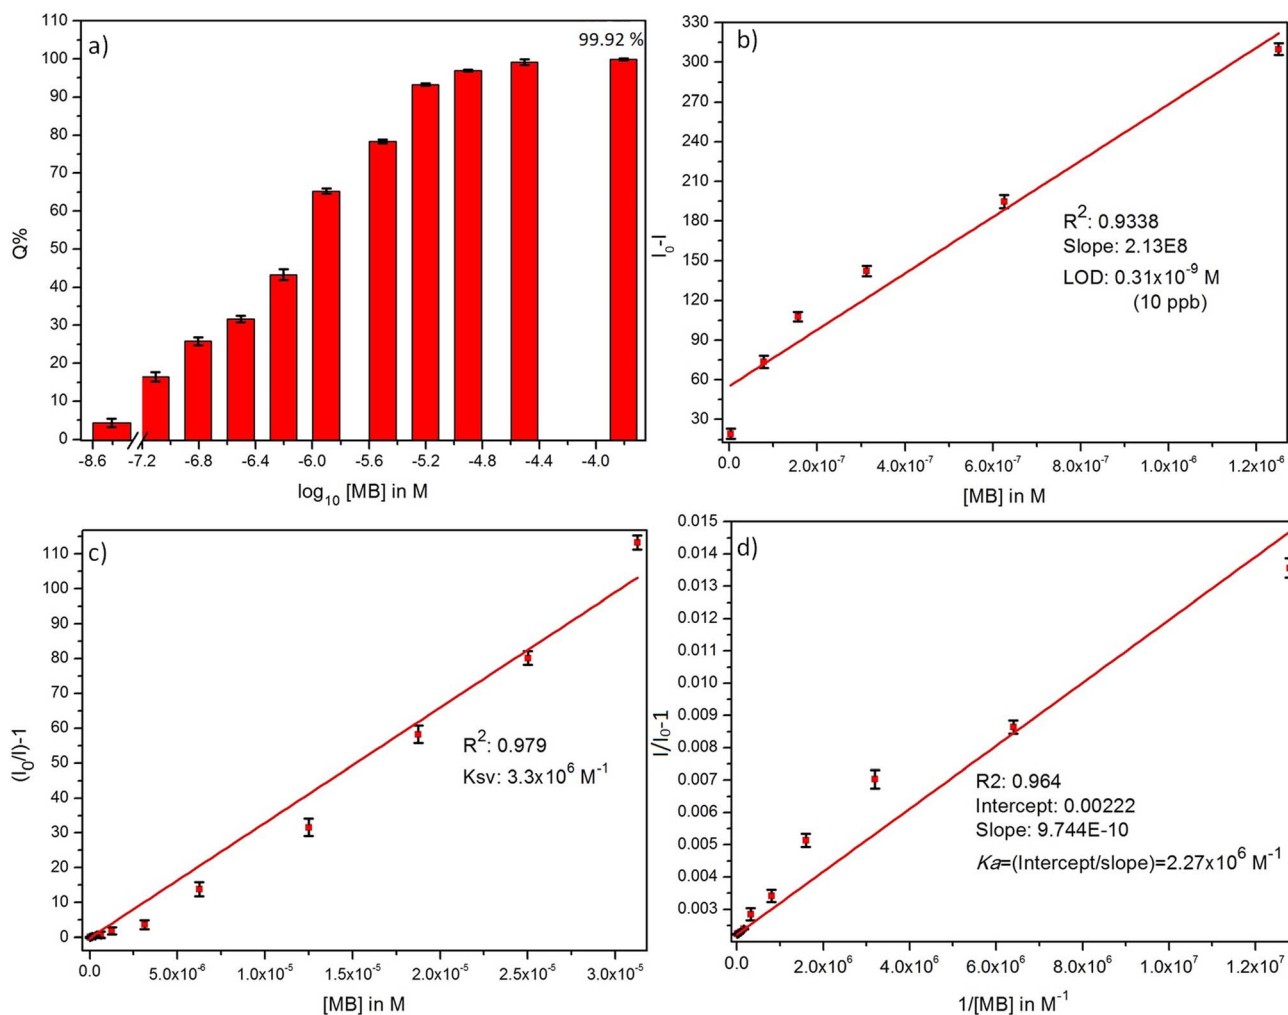 a)
99.92 %
Q%
110
100
90
80
70
60
50
40
30
20
10
0
-8.6 -7.2 -6.8 -6.4 -6.0 -5.6 -5.2 -4.8 -4.4 -4.0
log₁₀ [MB] in M
b)
I₀-I
330
300
270
240
210
180
150
120
90
60
30
R²: 0.9338
Slope: 2.13E8
LOD: 0.31x10⁻⁹ M
(10 ppb)
0.0 2.0x10⁻⁷ 4.0x10⁻⁷ 6.0x10⁻⁷ 8.0x10⁻⁷ 1.0x10⁻⁶ 1.2x10⁻⁶
[MB] in M
c)
(I₀/I)-1
110
100
90
80
70
60
50
40
30
20
10
0
R²: 0.979
Ksv: 3.3x10⁶ M⁻¹
0.0 5.0x10⁻⁶ 1.0x10⁻⁵ 1.5x10⁻⁵ 2.0x10⁻⁵ 2.5x10⁻⁵ 3.0x10⁻⁵
[MB] in M
d)
I/I₀-1
0.015
0.014
0.013
0.012
0.011
0.010
0.009
0.008
0.007
0.006
0.005
0.004
0.003
R2: 0.964
Intercept: 0.00222
Slope: 9.744E-10
Ka=(Intercept/slope)=2.27x10⁶ M⁻¹
0.0 2.0x10⁶ 4.0x10⁶ 6.0x10⁶ 8.0x10⁶ 1.0x10⁷ 1.2x10⁷
1/[MB] in M⁻¹